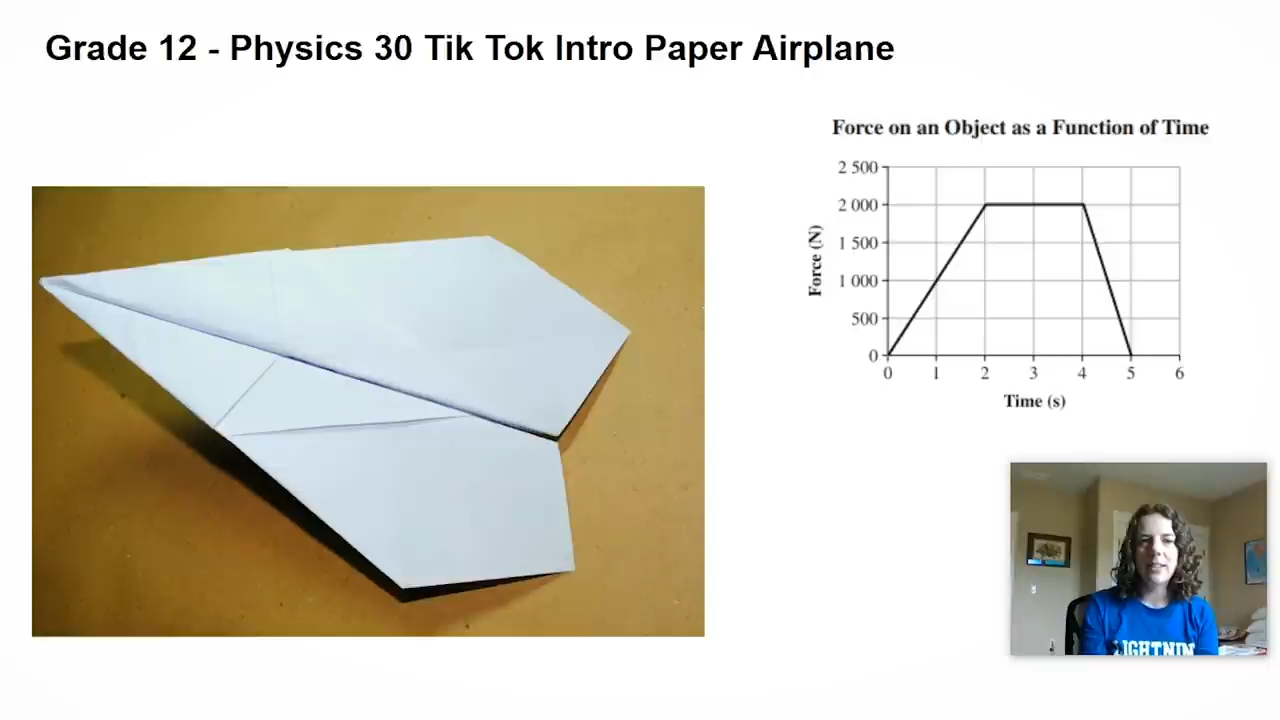 Grade 12 - Physics 30 Tik Tok Intro Paper Airplane
Force on an Object as a Function of Time
2 500
2 000
1 500
1 000
500
0
Force (N)
0 1 2 3 4 5 6
Time (s)
LIGHTNIN